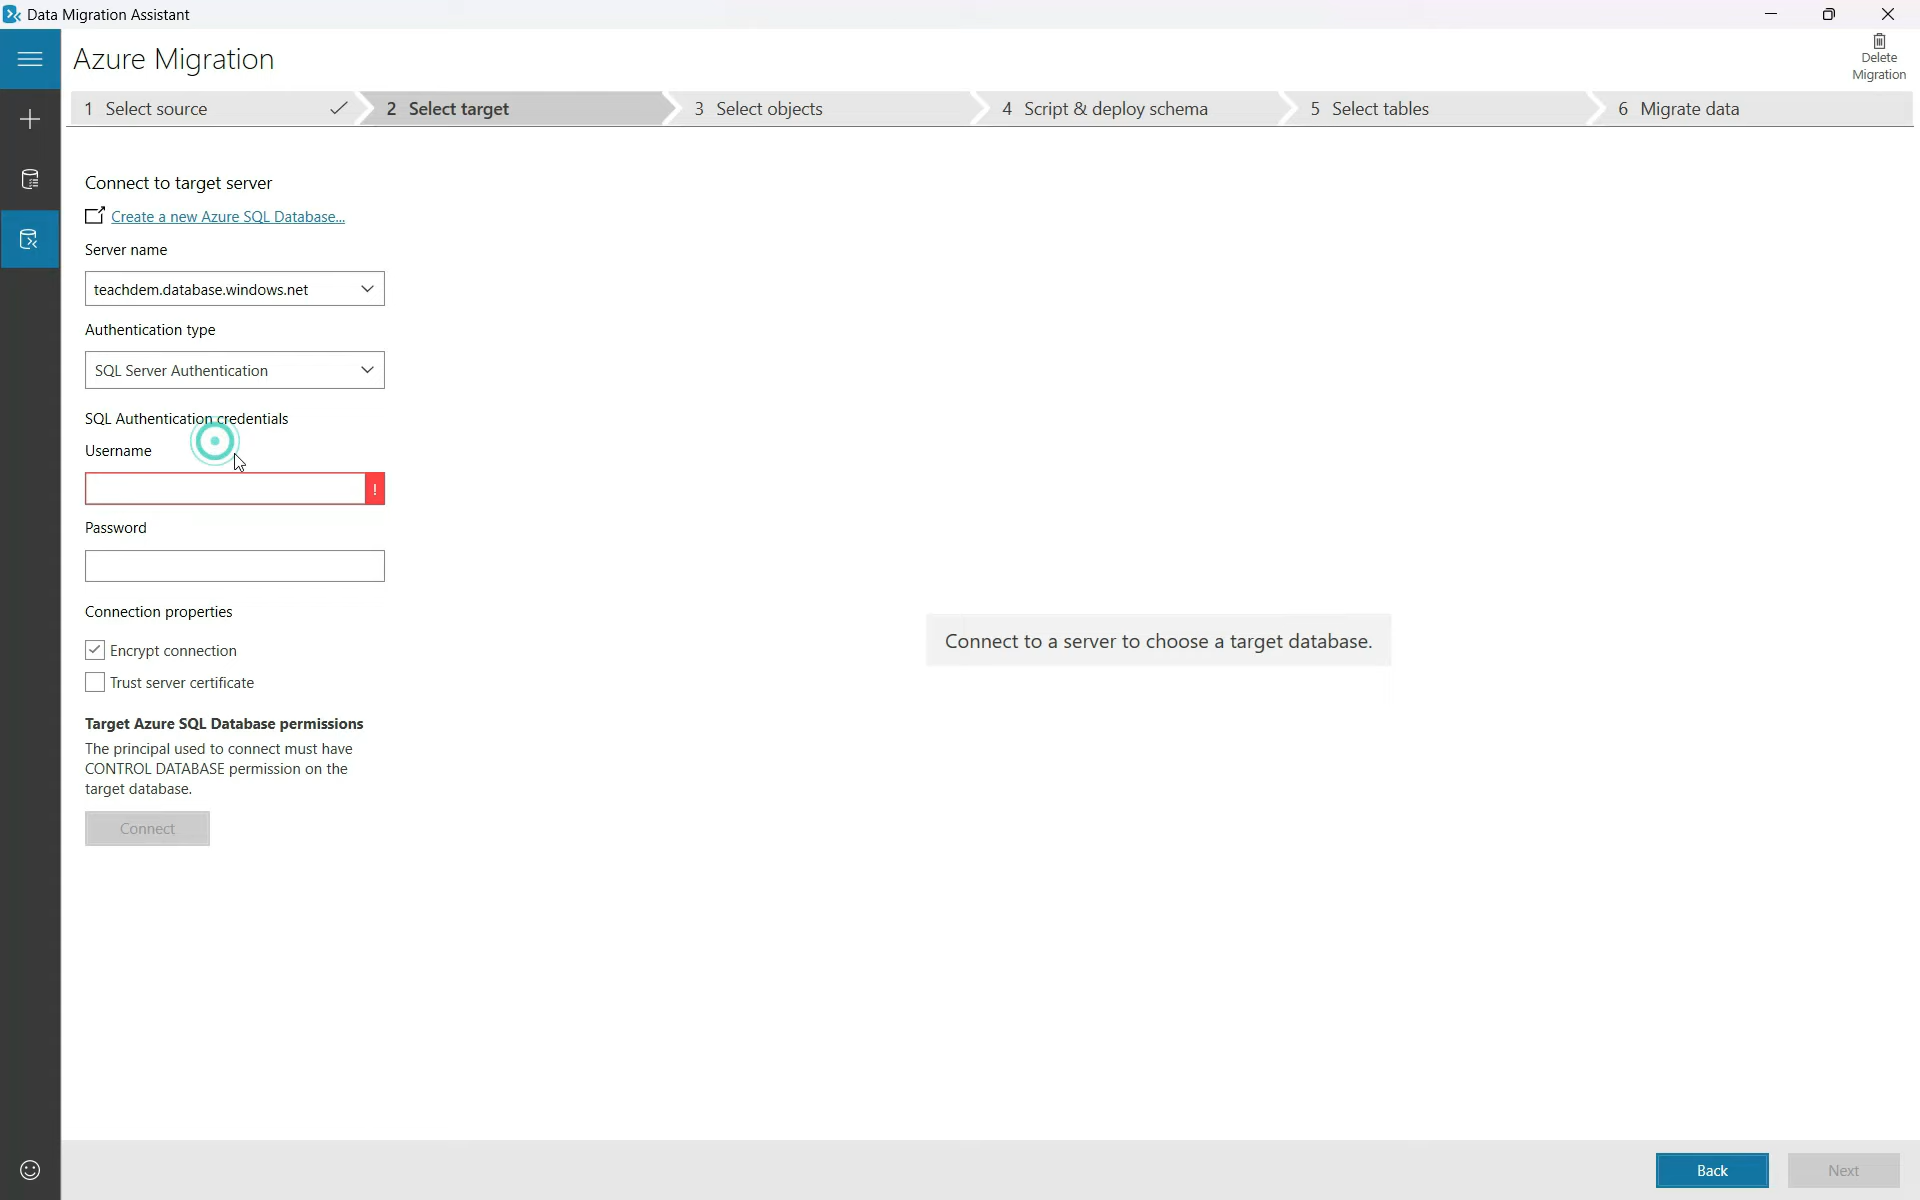 Data Migration Assistant
Azure Migration
Delete
Migration
1 Select source
2 Select target
3 Select objects
4 Script & deploy schema
5 Select tables
6 Migrate data
Connect to target server
Create a new Azure SQL Database...
Server name
teachdem.database.windows.net
Authentication type
SQL Server Authentication
SQL Authentication credentials
Username
!
Password
Connection properties
Encrypt connection
Trust server certificate
Target Azure SQL Database permissions
The principal used to connect must have
CONTROL DATABASE permission on the
target database.
Connect
Connect to a server to choose a target database.
Back
Next